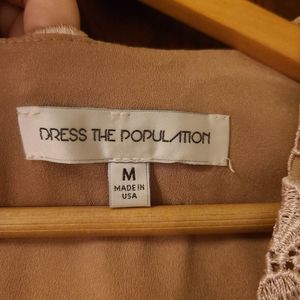 DRESS THE POPULATION
M
MADE IN
USA